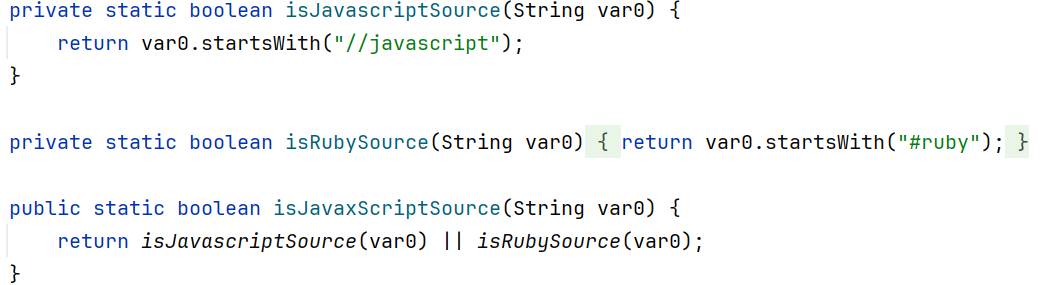 private static boolean isJavascriptSource(String var0) {
    return var0.startsWith("//javascript");
}
private static boolean isRubySource(String var0) { return var0.startsWith("#ruby"); }
public static boolean isJavaxScriptSource(String var0) {
    return isJavascriptSource(var0) || isRubySource(var0);
}